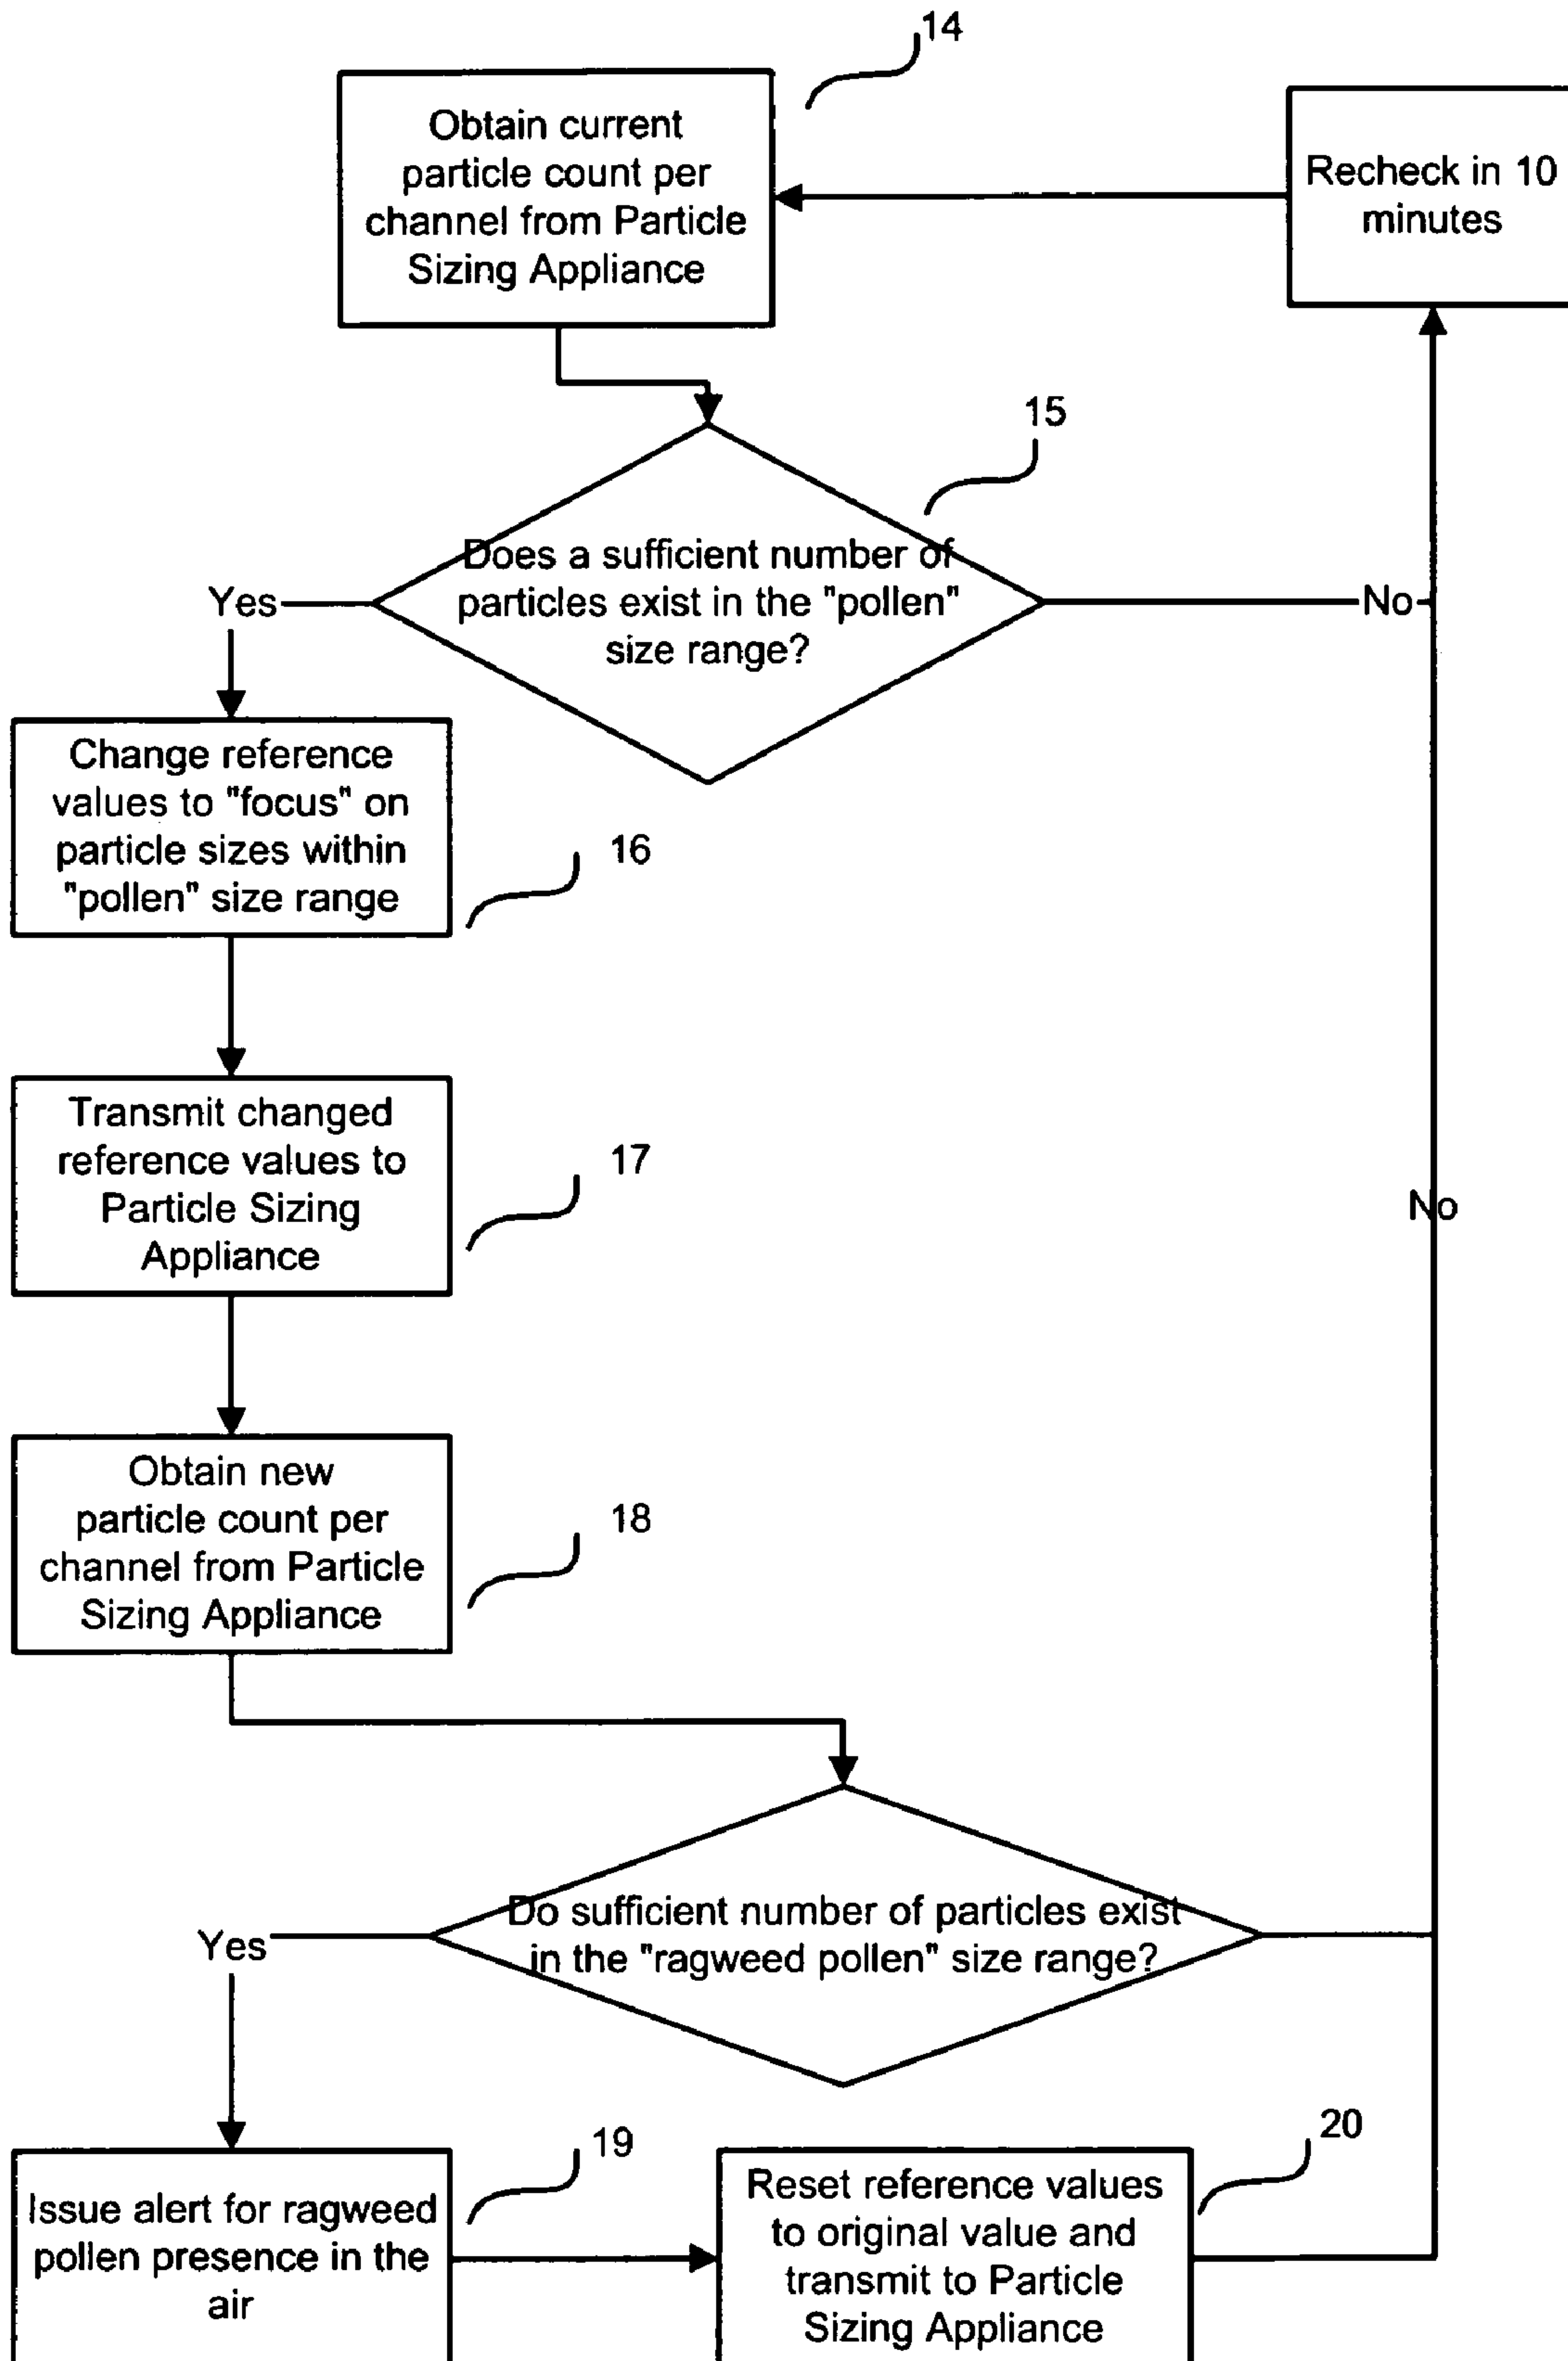 14
Obtain current
particle count per
channel from Particle
Sizing Appliance
Recheck in 10
minutes
15
Does a sufficient number of
particles exist in the "pollen"
size range?
Yes
No
Change reference
values to "focus" on
particle sizes within
"pollen" size range
16
Transmit changed
reference values to
Particle Sizing
Appliance
17
No
Obtain new
particle count per
channel from Particle
Sizing Appliance
18
Do sufficient number of particles exist
in the "ragweed pollen" size range?
Yes
Issue alert for ragweed
pollen presence in the
air
19
Reset reference values
to original value and
transmit to Particle
Sizing Appliance
20